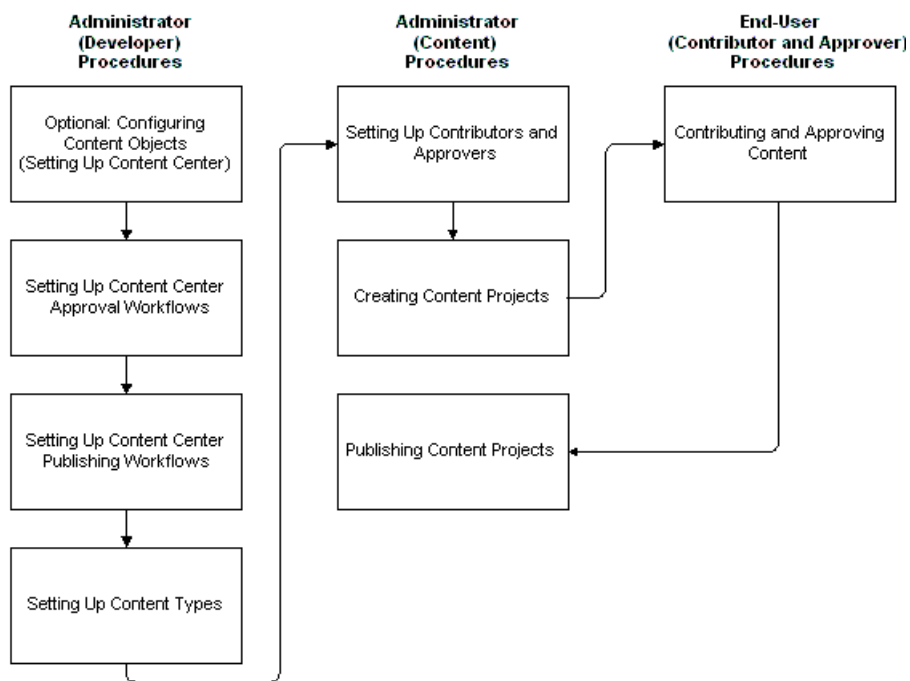 Administrator
(Developer)
Procedures
Administrator
(Content)
Procedures
End-User
(Contributor and Approver)
Procedures
Optional: Configuring
Content Objects
(Setting Up Content Center)
Setting Up Contributors and
Approvers
Contributing and Approving
Content
Setting Up Content Center
Approval Workflows
Creating Content Projects
Setting Up Content Center
Publishing Workflows
Publishing Content Projects
Setting Up Content Types